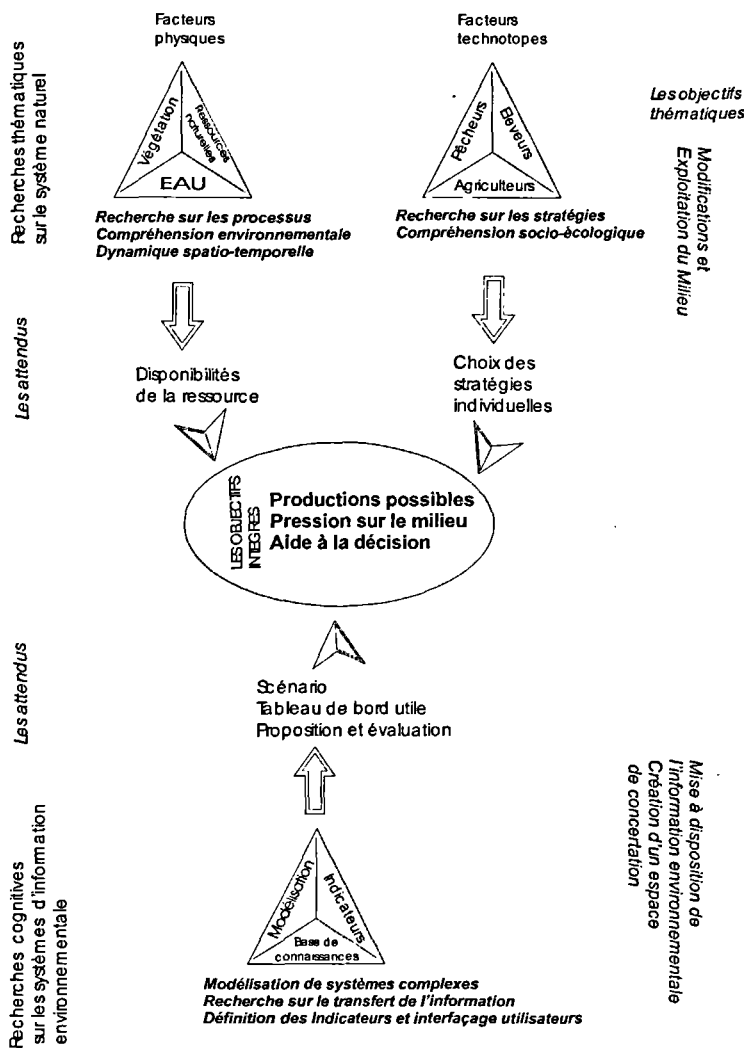 Facteurs
physiques
Facteurs
technotopes
Recherches thématiques
sur le système naturel
Végétation
Ressources
naturelles
EAU
Pêcheurs
Eleveurs
Agriculteurs
Les objectifs
thématiques
Modifications et
Exploitation du Milieu
Recherche sur les processus
Compréhension environnementale
Dynamique spatio-temporelle
Recherche sur les stratégies
Compréhension socio-écologique
Les attendus
Disponibilités
de la ressource
Choix des
stratégies
individuelles
LES OBJECTIFS
INTEGRES
Productions possibles
Pression sur le milieu
Aide à la décision
Les attendus
Scénario
Tableau de bord utile
Proposition et évaluation
Mise à disposition de
l'information environnementale
Création d'un espace
de concertation
Recherches cognitives
sur les systèmes d'information
environnementale
Modélisation
Indicateurs
Base de
connaissances
Modélisation de systèmes complexes
Recherche sur le transfert de l'information
Définition des Indicateurs et interfaçage utilisateurs